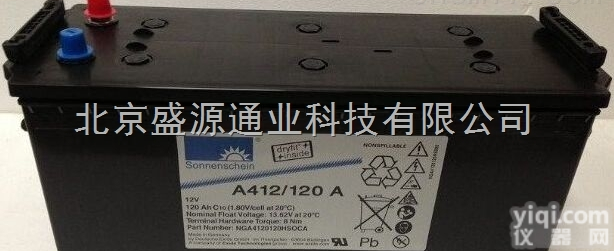 北京盛源通业科技有限公司
Sonnenschein
dryfit
inside
NONSPILLABLE
A412/120 A
12V
120 Ah C10 (1.80V/cell at 20°C)
Nominal Float Voltage: 13.62V at 20°C
Terminal Hardware Torque: 8 Nm
Part Number: NGA4120120HSOCA
Pb
yiqi.com
仪器网